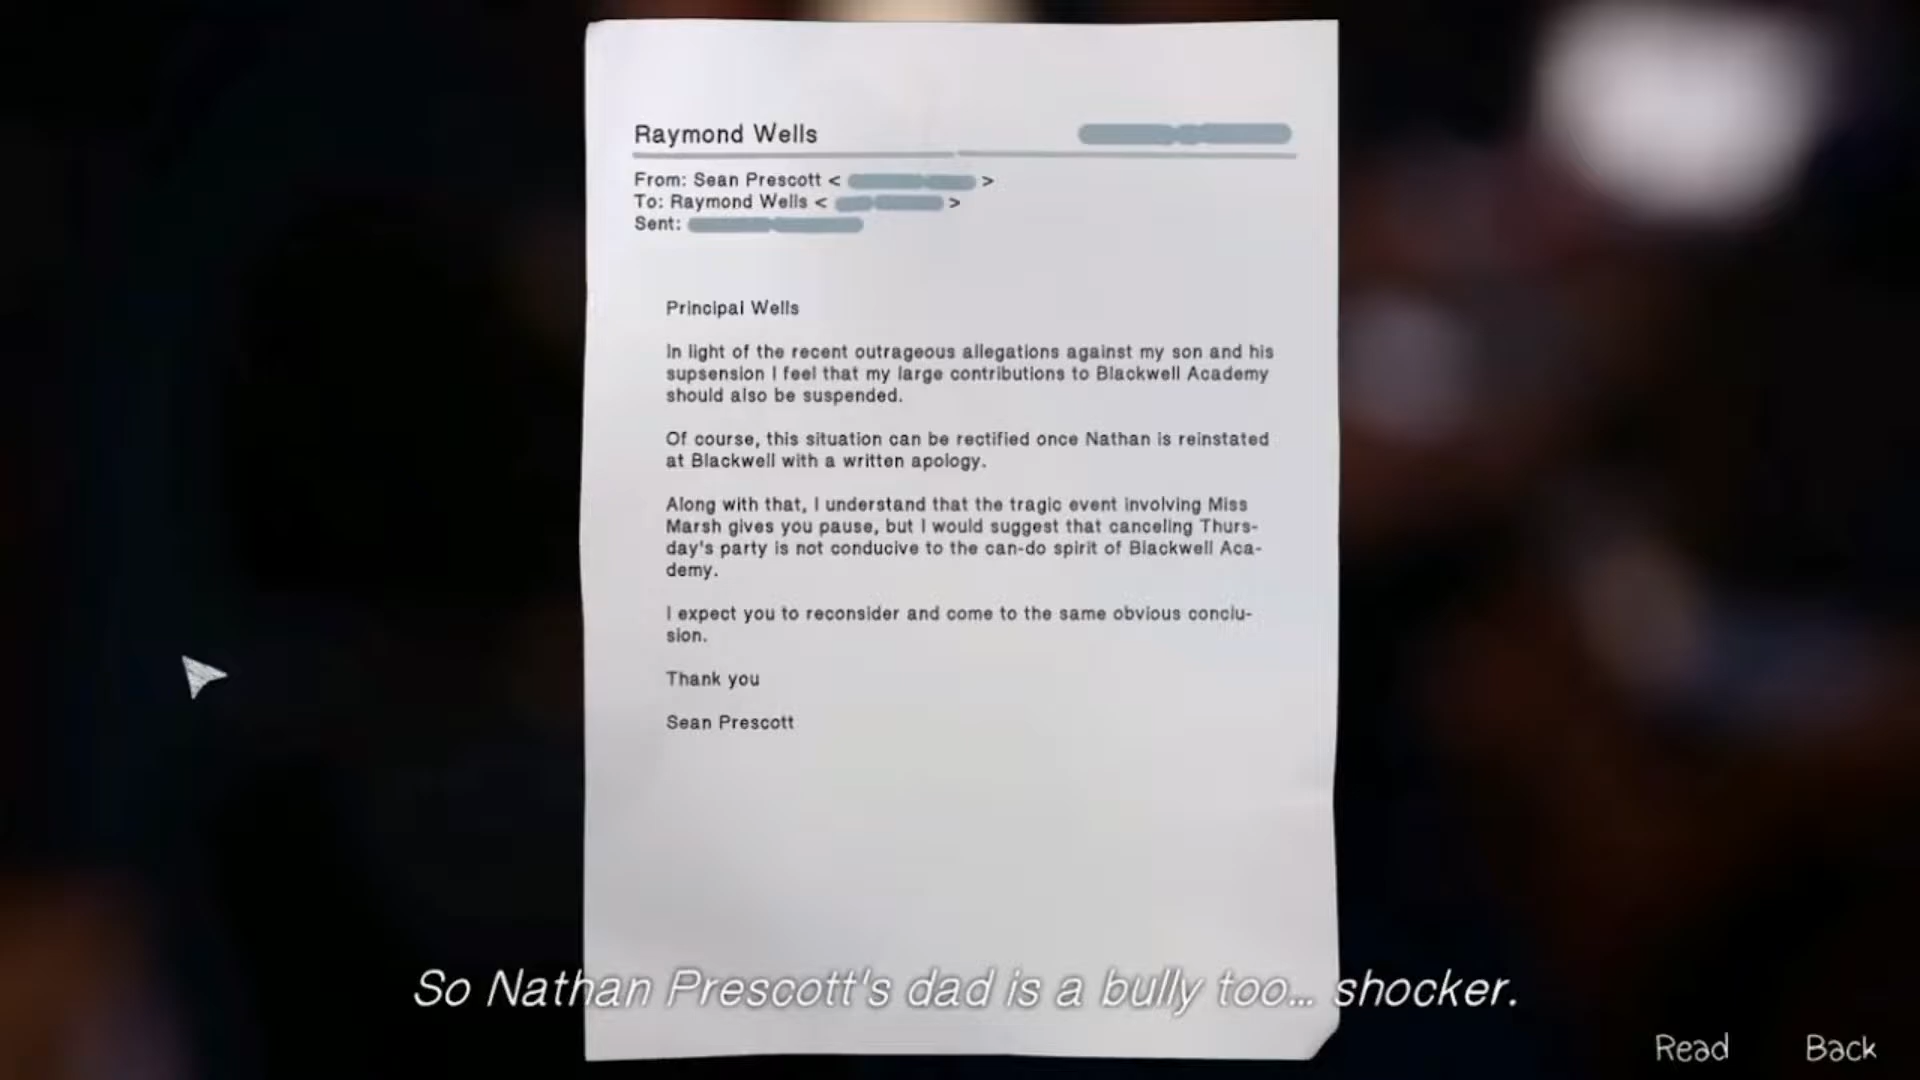 Raymond Wells
From: Sean Prescott < >
To: Raymond Wells < >
Sent:
Principal Wells
In light of the recent outrageous allegations against my son and his
supsension I feel that my large contributions to Blackwell Academy
should also be suspended.
Of course, this situation can be rectified once Nathan is reinstated
at Blackwell with a written apology.
Along with that, I understand that the tragic event involving Miss
Marsh gives you pause, but I would suggest that canceling Thurs-
day's party is not conducive to the can-do spirit of Blackwell Aca-
demy.
I expect you to reconsider and come to the same obvious conclu-
sion.
Thank you
Sean Prescott
So Nathan Prescott's dad is a bully too... shocker.
Read Back